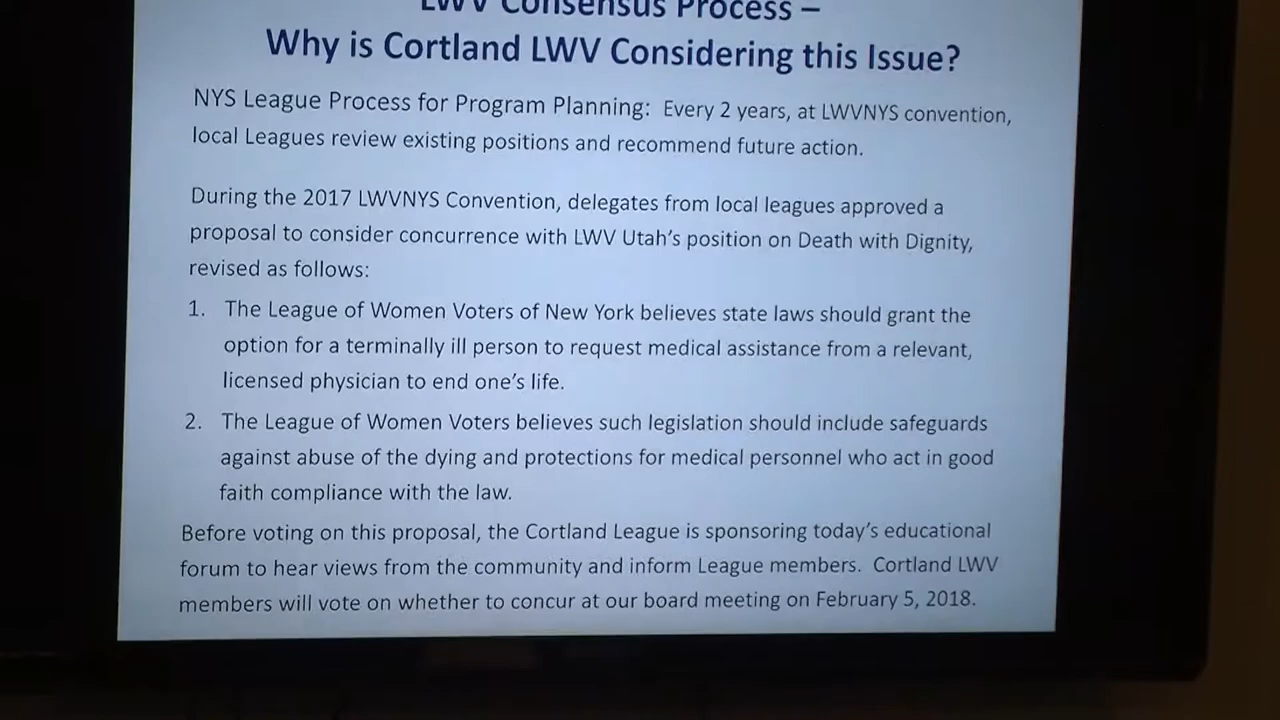 LWV Consensus Process –
Why is Cortland LWV Considering this Issue?
NYS League Process for Program Planning: Every 2 years, at LWVNYS convention,
local Leagues review existing positions and recommend future action.
During the 2017 LWVNYS Convention, delegates from local leagues approved a
proposal to consider concurrence with LWV Utah's position on Death with Dignity,
revised as follows:
1. The League of Women Voters of New York believes state laws should grant the
option for a terminally ill person to request medical assistance from a relevant,
licensed physician to end one's life.
2. The League of Women Voters believes such legislation should include safeguards
against abuse of the dying and protections for medical personnel who act in good
faith compliance with the law.
Before voting on this proposal, the Cortland League is sponsoring today's educational
forum to hear views from the community and inform League members. Cortland LWV
members will vote on whether to concur at our board meeting on February 5, 2018.